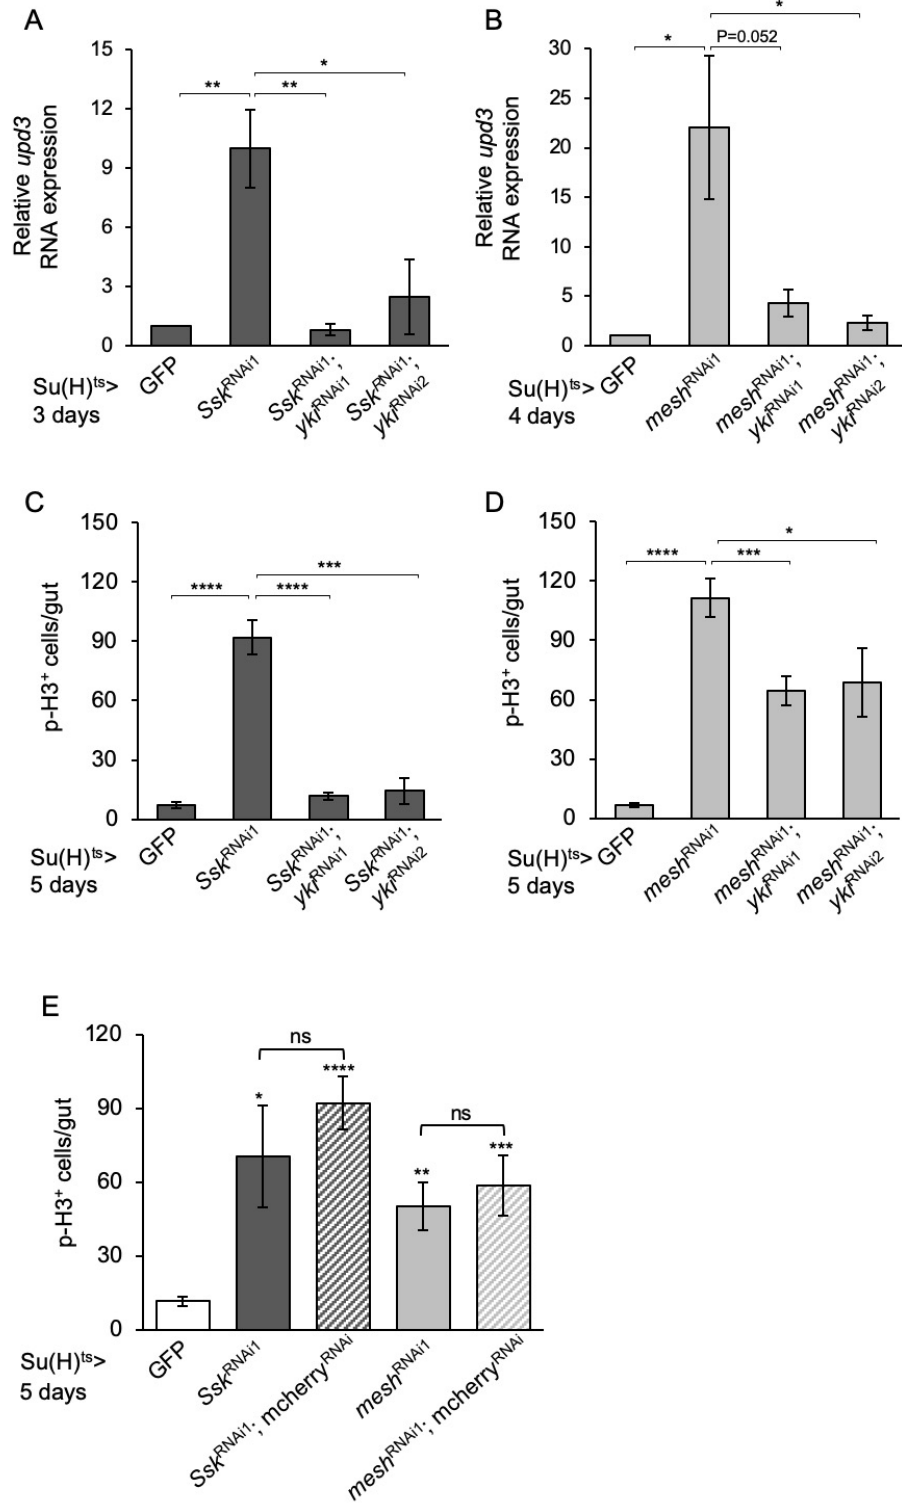 A
Relative upd3
RNA expression
15
12
9
6
3
0
**
**
*
Su(H)ts>
3 days
GFP
SskRNAi1
SskRNAi1;
ykiRNAi1
SskRNAi1;
ykiRNAi2
B
Relative upd3
RNA expression
30
25
20
15
10
5
0
*
P=0.052
*
Su(H)ts>
4 days
GFP
meshRNAi1
meshRNAi1;
ykiRNAi1
meshRNAi1;
ykiRNAi2
C
p-H3+ cells/gut
150
120
90
60
30
0
****
****
***
Su(H)ts>
5 days
GFP
SskRNAi1
SskRNAi1;
ykiRNAi1
SskRNAi1;
ykiRNAi2
D
p-H3+ cells/gut
150
120
90
60
30
0
****
***
*
Su(H)ts>
5 days
GFP
meshRNAi1
meshRNAi1;
ykiRNAi1
meshRNAi1;
ykiRNAi2
E
p-H3+ cells/gut
120
90
60
30
0
ns
*
****
ns
**
***
Su(H)ts>
5 days
GFP
SskRNAi1
SskRNAi1; mcherryRNAi
meshRNAi1
meshRNAi1; mcherryRNAi